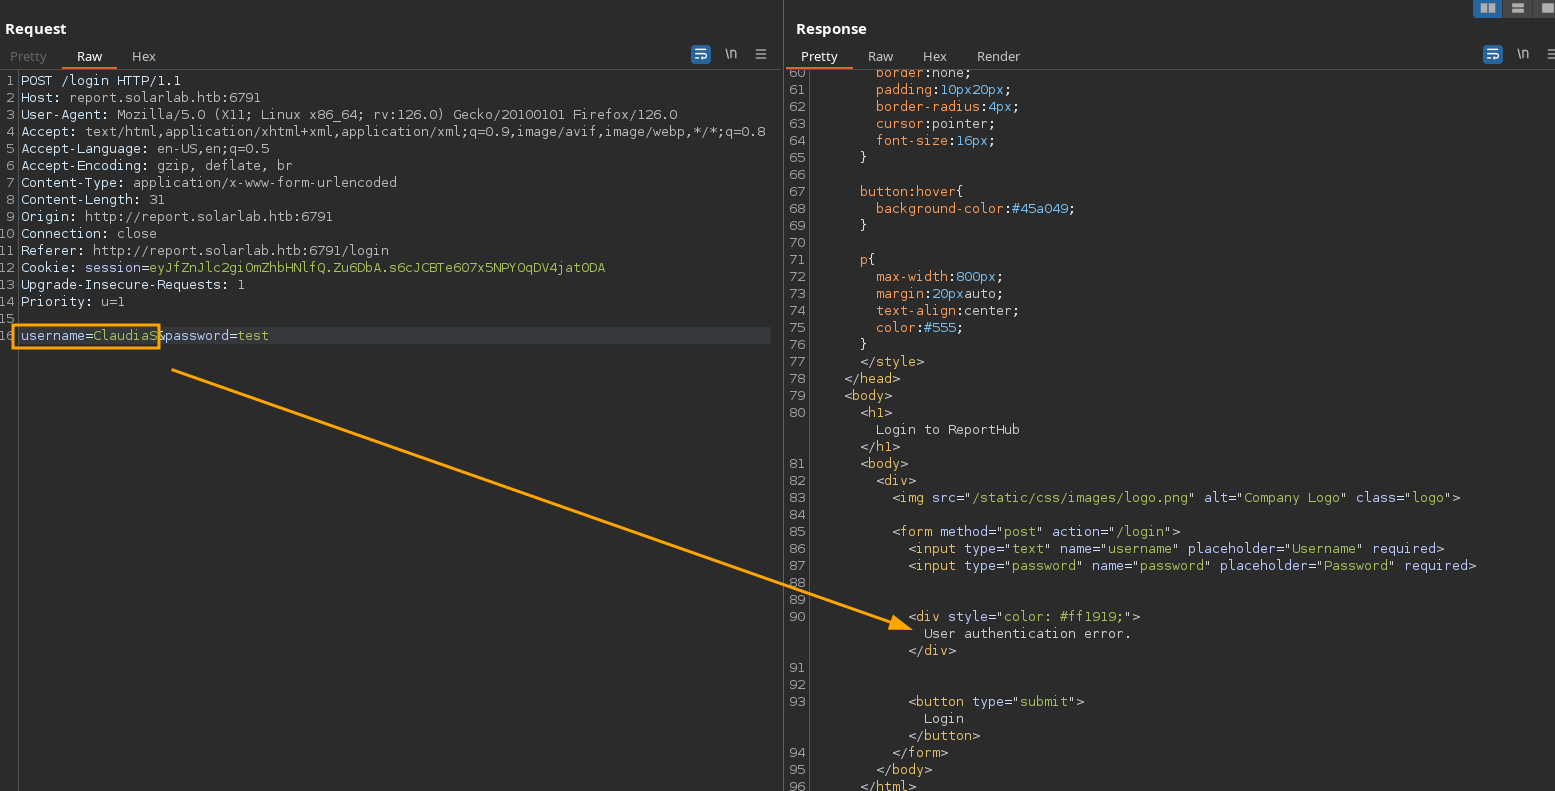 Request
Pretty Raw Hex
\n
1 POST /login HTTP/1.1
2 Host: report.solarlab.htb:6791
3 User-Agent: Mozilla/5.0 (X11; Linux x86_64; rv:126.0) Gecko/20100101 Firefox/126.0
4 Accept: text/html,application/xhtml+xml,application/xml;q=0.9,image/avif,image/webp,*/*;q=0.8
5 Accept-Language: en-US,en;q=0.5
6 Accept-Encoding: gzip, deflate, br
7 Content-Type: application/x-www-form-urlencoded
8 Content-Length: 31
9 Origin: http://report.solarlab.htb:6791
10 Connection: close
11 Referer: http://report.solarlab.htb:6791/login
12 Cookie: session=eyJfZnJlc2giOmZhbHNlfQ.Zu6DbA.s6cJCBTe607x5NPYOqDV4jatODA
13 Upgrade-Insecure-Requests: 1
14 Priority: u=1
15
16 username=ClaudiaS&password=test
Response
Pretty Raw Hex Render
\n
60 border:none;
61 padding:10px20px;
62 border-radius:4px;
63 cursor:pointer;
64 font-size:16px;
65 }
66
67 button:hover{
68 background-color:#45a049;
69 }
70
71 p{
72 max-width:800px;
73 margin:20pxauto;
74 text-align:center;
75 color:#555;
76 }
77 </style>
78 </head>
79 <body>
80 <h1>
Login to ReportHub
</h1>
81 <body>
82 <div>
83 <img src="/static/css/images/logo.png" alt="Company Logo" class="logo">
84
85 <form method="post" action="/login">
86 <input type="text" name="username" placeholder="Username" required>
87 <input type="password" name="password" placeholder="Password" required>
88
89
90 <div style="color: #ff1919;">
User authentication error.
</div>
91
92
93 <button type="submit">
Login
</button>
94 </form>
95 </body>
96 </html>